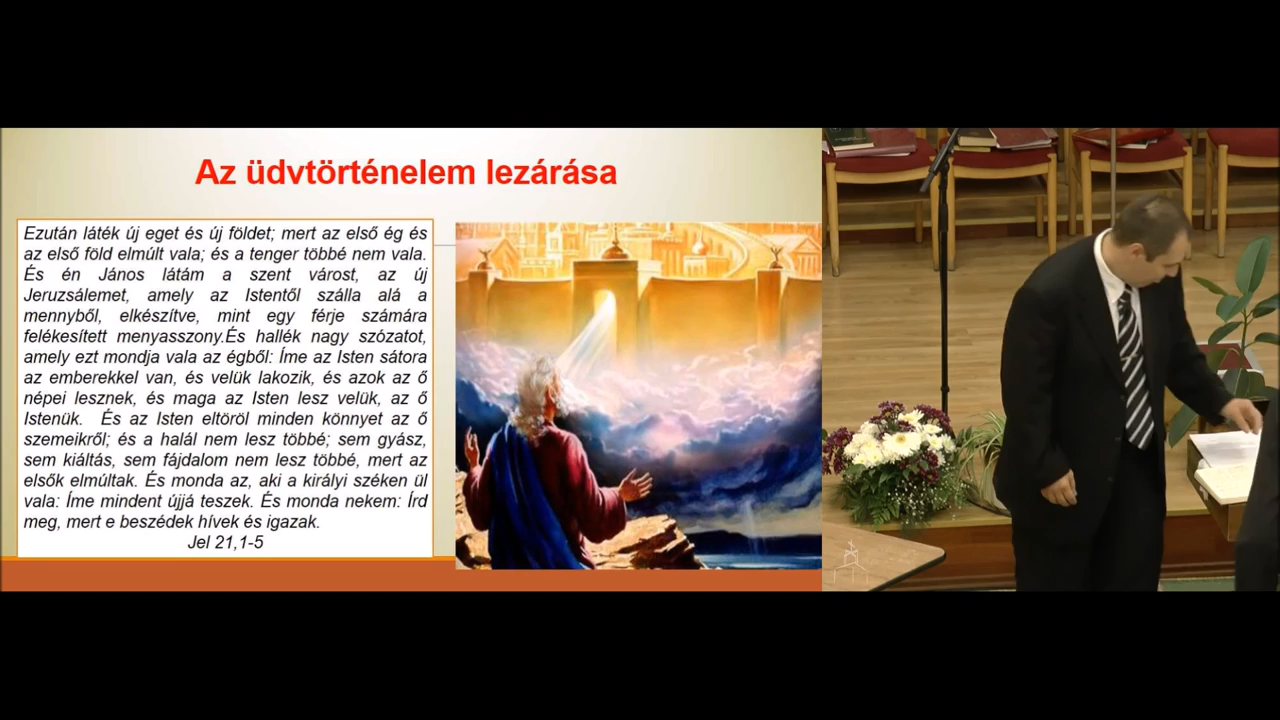 Az üdvtörténelem lezárása
Ezután láték új eget és új földet; mert az első ég és
az első föld elmúlt vala; és a tenger többé nem vala.
És én János látám a szent várost, az új
Jeruzsálemet, amely az Istentől szálla alá a
mennyből, elkészítve, mint egy férje számára
felékesített menyasszony.És hallék nagy szózatot,
amely ezt mondja vala az égből: Íme az Isten sátora
az emberekkel van, és velük lakozik, és azok az ő
népei lesznek, és maga az Isten lesz velük, az ő
Istenük. És az Isten eltöröl minden könnyet az ő
szemeikről; és a halál nem lesz többé; sem gyász,
sem kiáltás, sem fájdalom nem lesz többé, mert az
elsők elmúltak. És monda az, aki a királyi széken ül
vala: Íme mindent újjá teszek. És monda nekem: Írd
meg, mert e beszédek hívek és igazak.
Jel 21,1-5